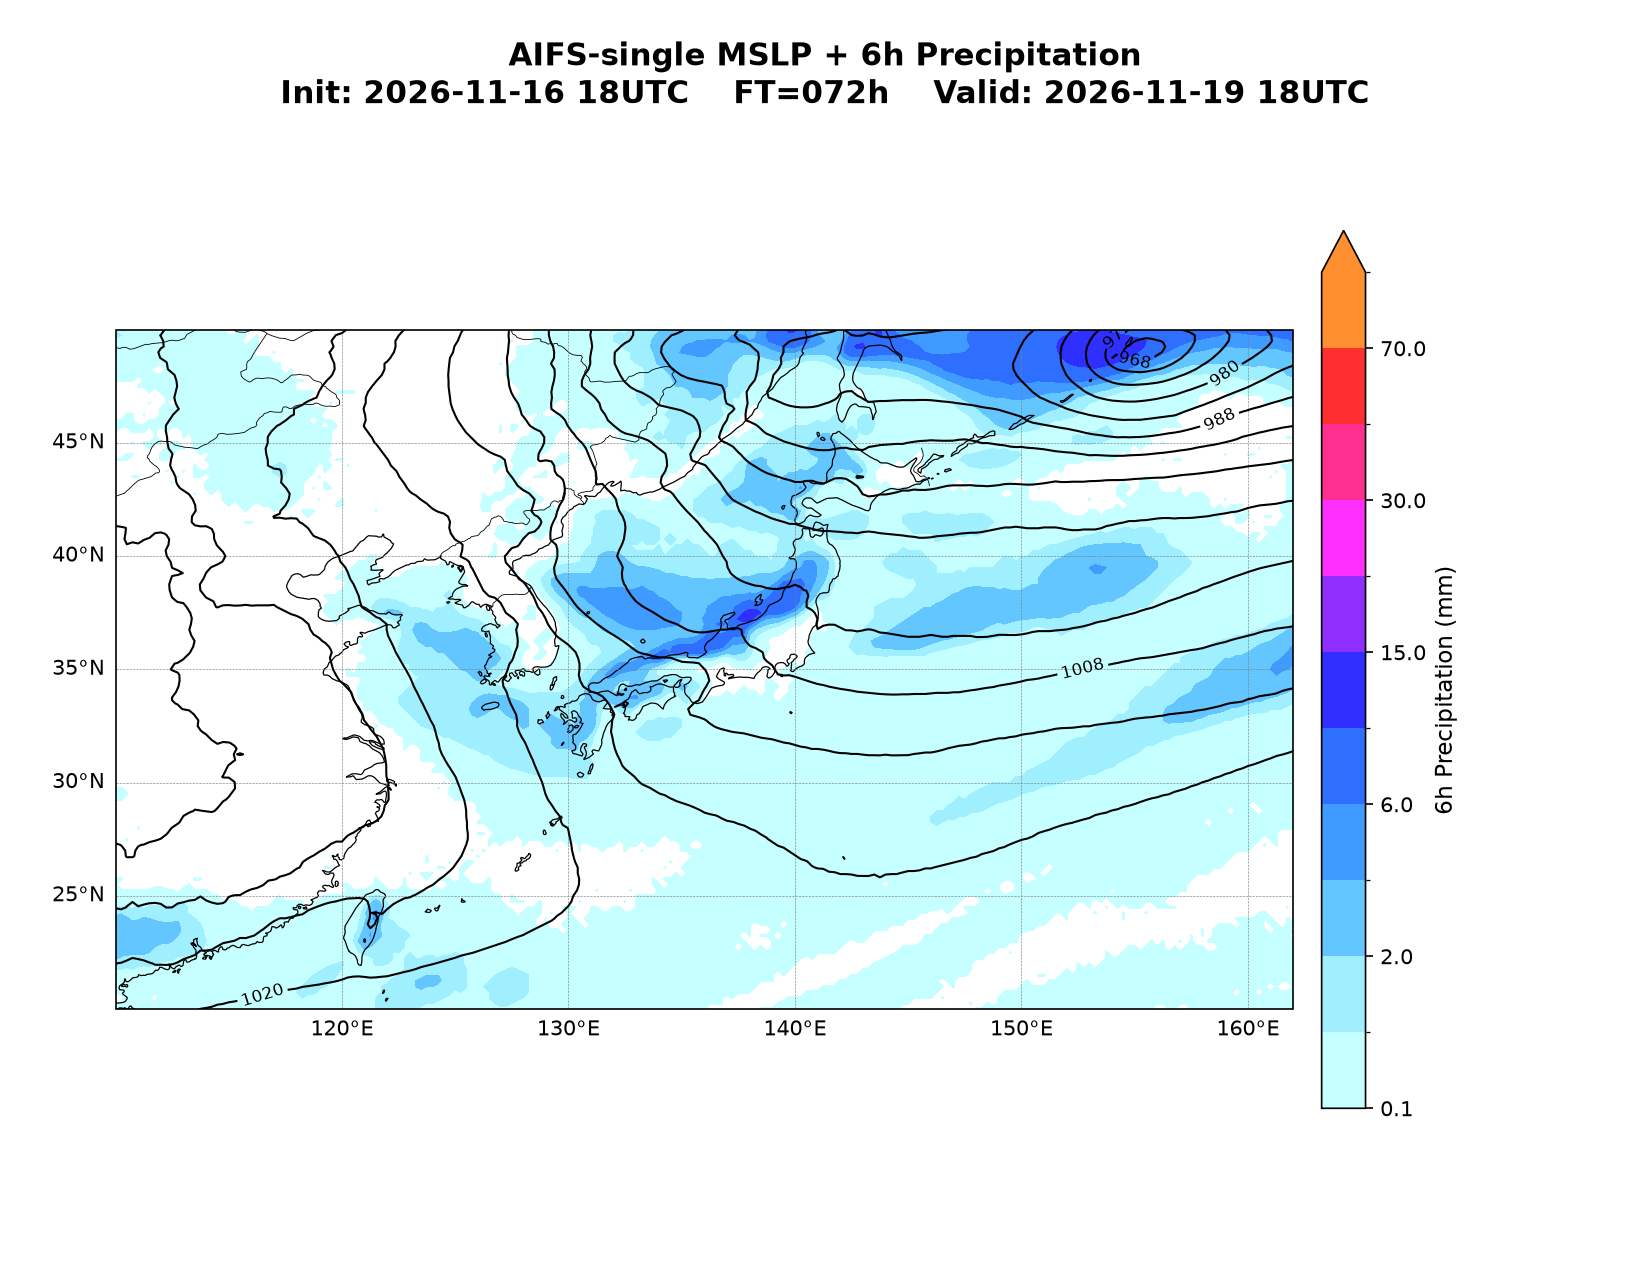 AIFS-single MSLP + 6h Precipitation
Init: 2026-11-16 18UTC    FT=072h    Valid: 2026-11-19 18UTC
968
980
988
1008
1020
45°N
40°N
35°N
30°N
25°N
120°E
130°E
140°E
150°E
160°E
70.0
30.0
15.0
6.0
2.0
0.1
6h Precipitation (mm)